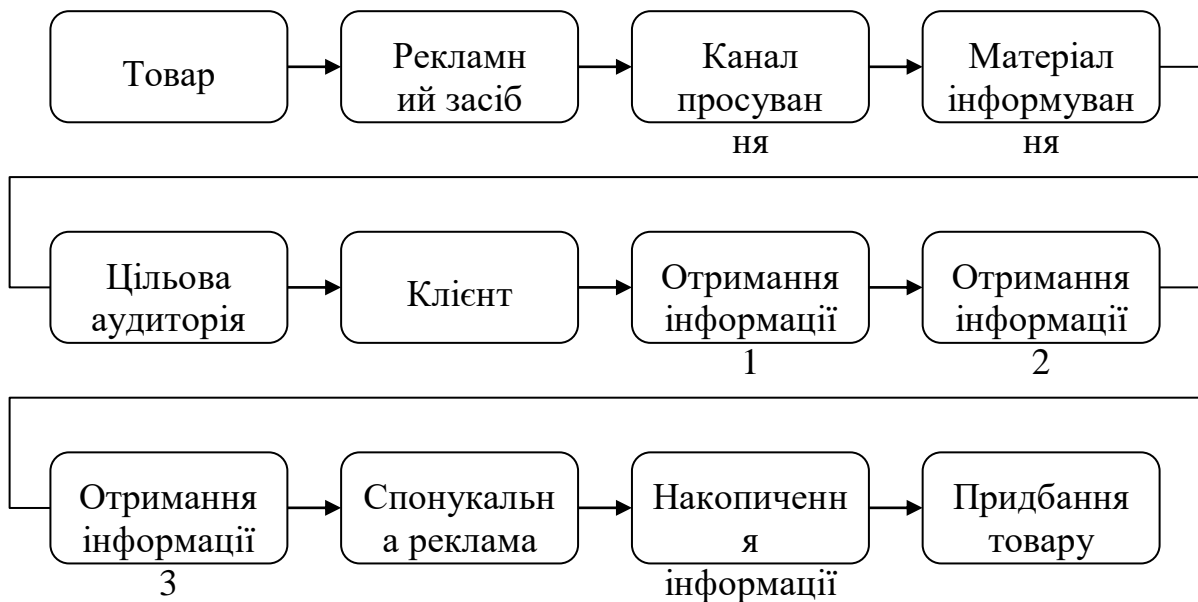 Товар
Рекламн
ий засіб
Канал
просуван
ня
Матеріал
інформуван
ня
Цільова
аудиторія
Клієнт
Отримання
інформації
1
Отримання
інформації
2
Отримання
інформації
3
Спонукальн
а реклама
Накопиченн
я
інформації
Придбання
товару